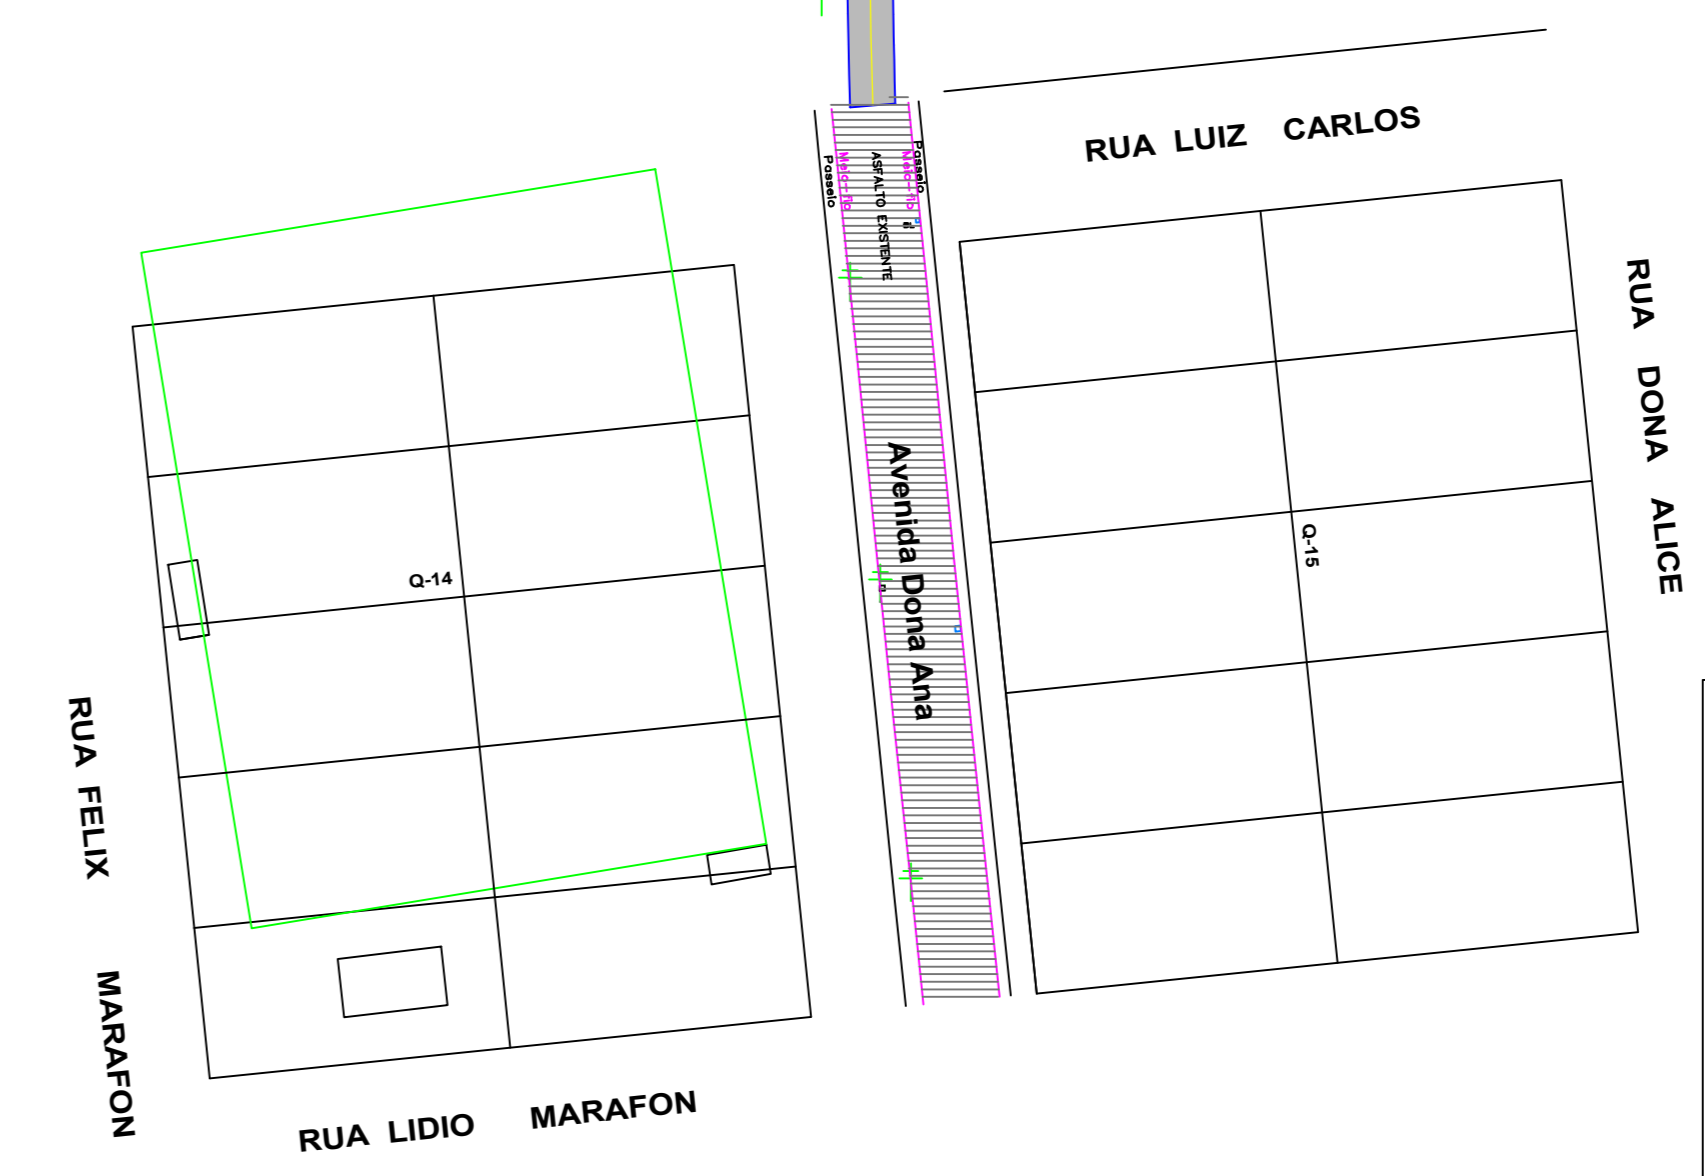 RUA LUIZ CARLOS
Passeio
Meio-fio
ASFALTO EXISTENTE
Meio-fio
Passeio
RUA DONA ALICE
Avenida Dona Ana
Q-14
Q-15
RUA FELIX MARAFON
RUA LIDIO MARAFON